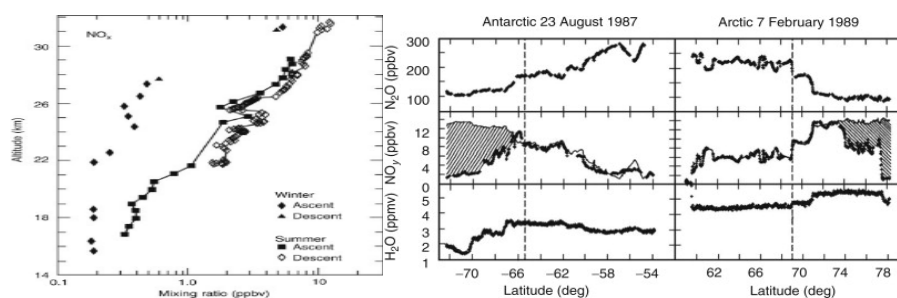 NOx
Altitude (km)
30
26
22
18
14
0.1
1
10
Mixing ratio (ppbv)
Winter
Ascent
Descent
Summer
Ascent
Descent
Antarctic 23 August 1987
Arctic 7 February 1989
N2O (ppbv)
300
200
100
NOy (ppbv)
12
8
4
0
H2O (ppmv)
5
4
3
2
1
−70
−66
−62
−58
−54
62
66
70
74
78
Latitude (deg)
Latitude (deg)